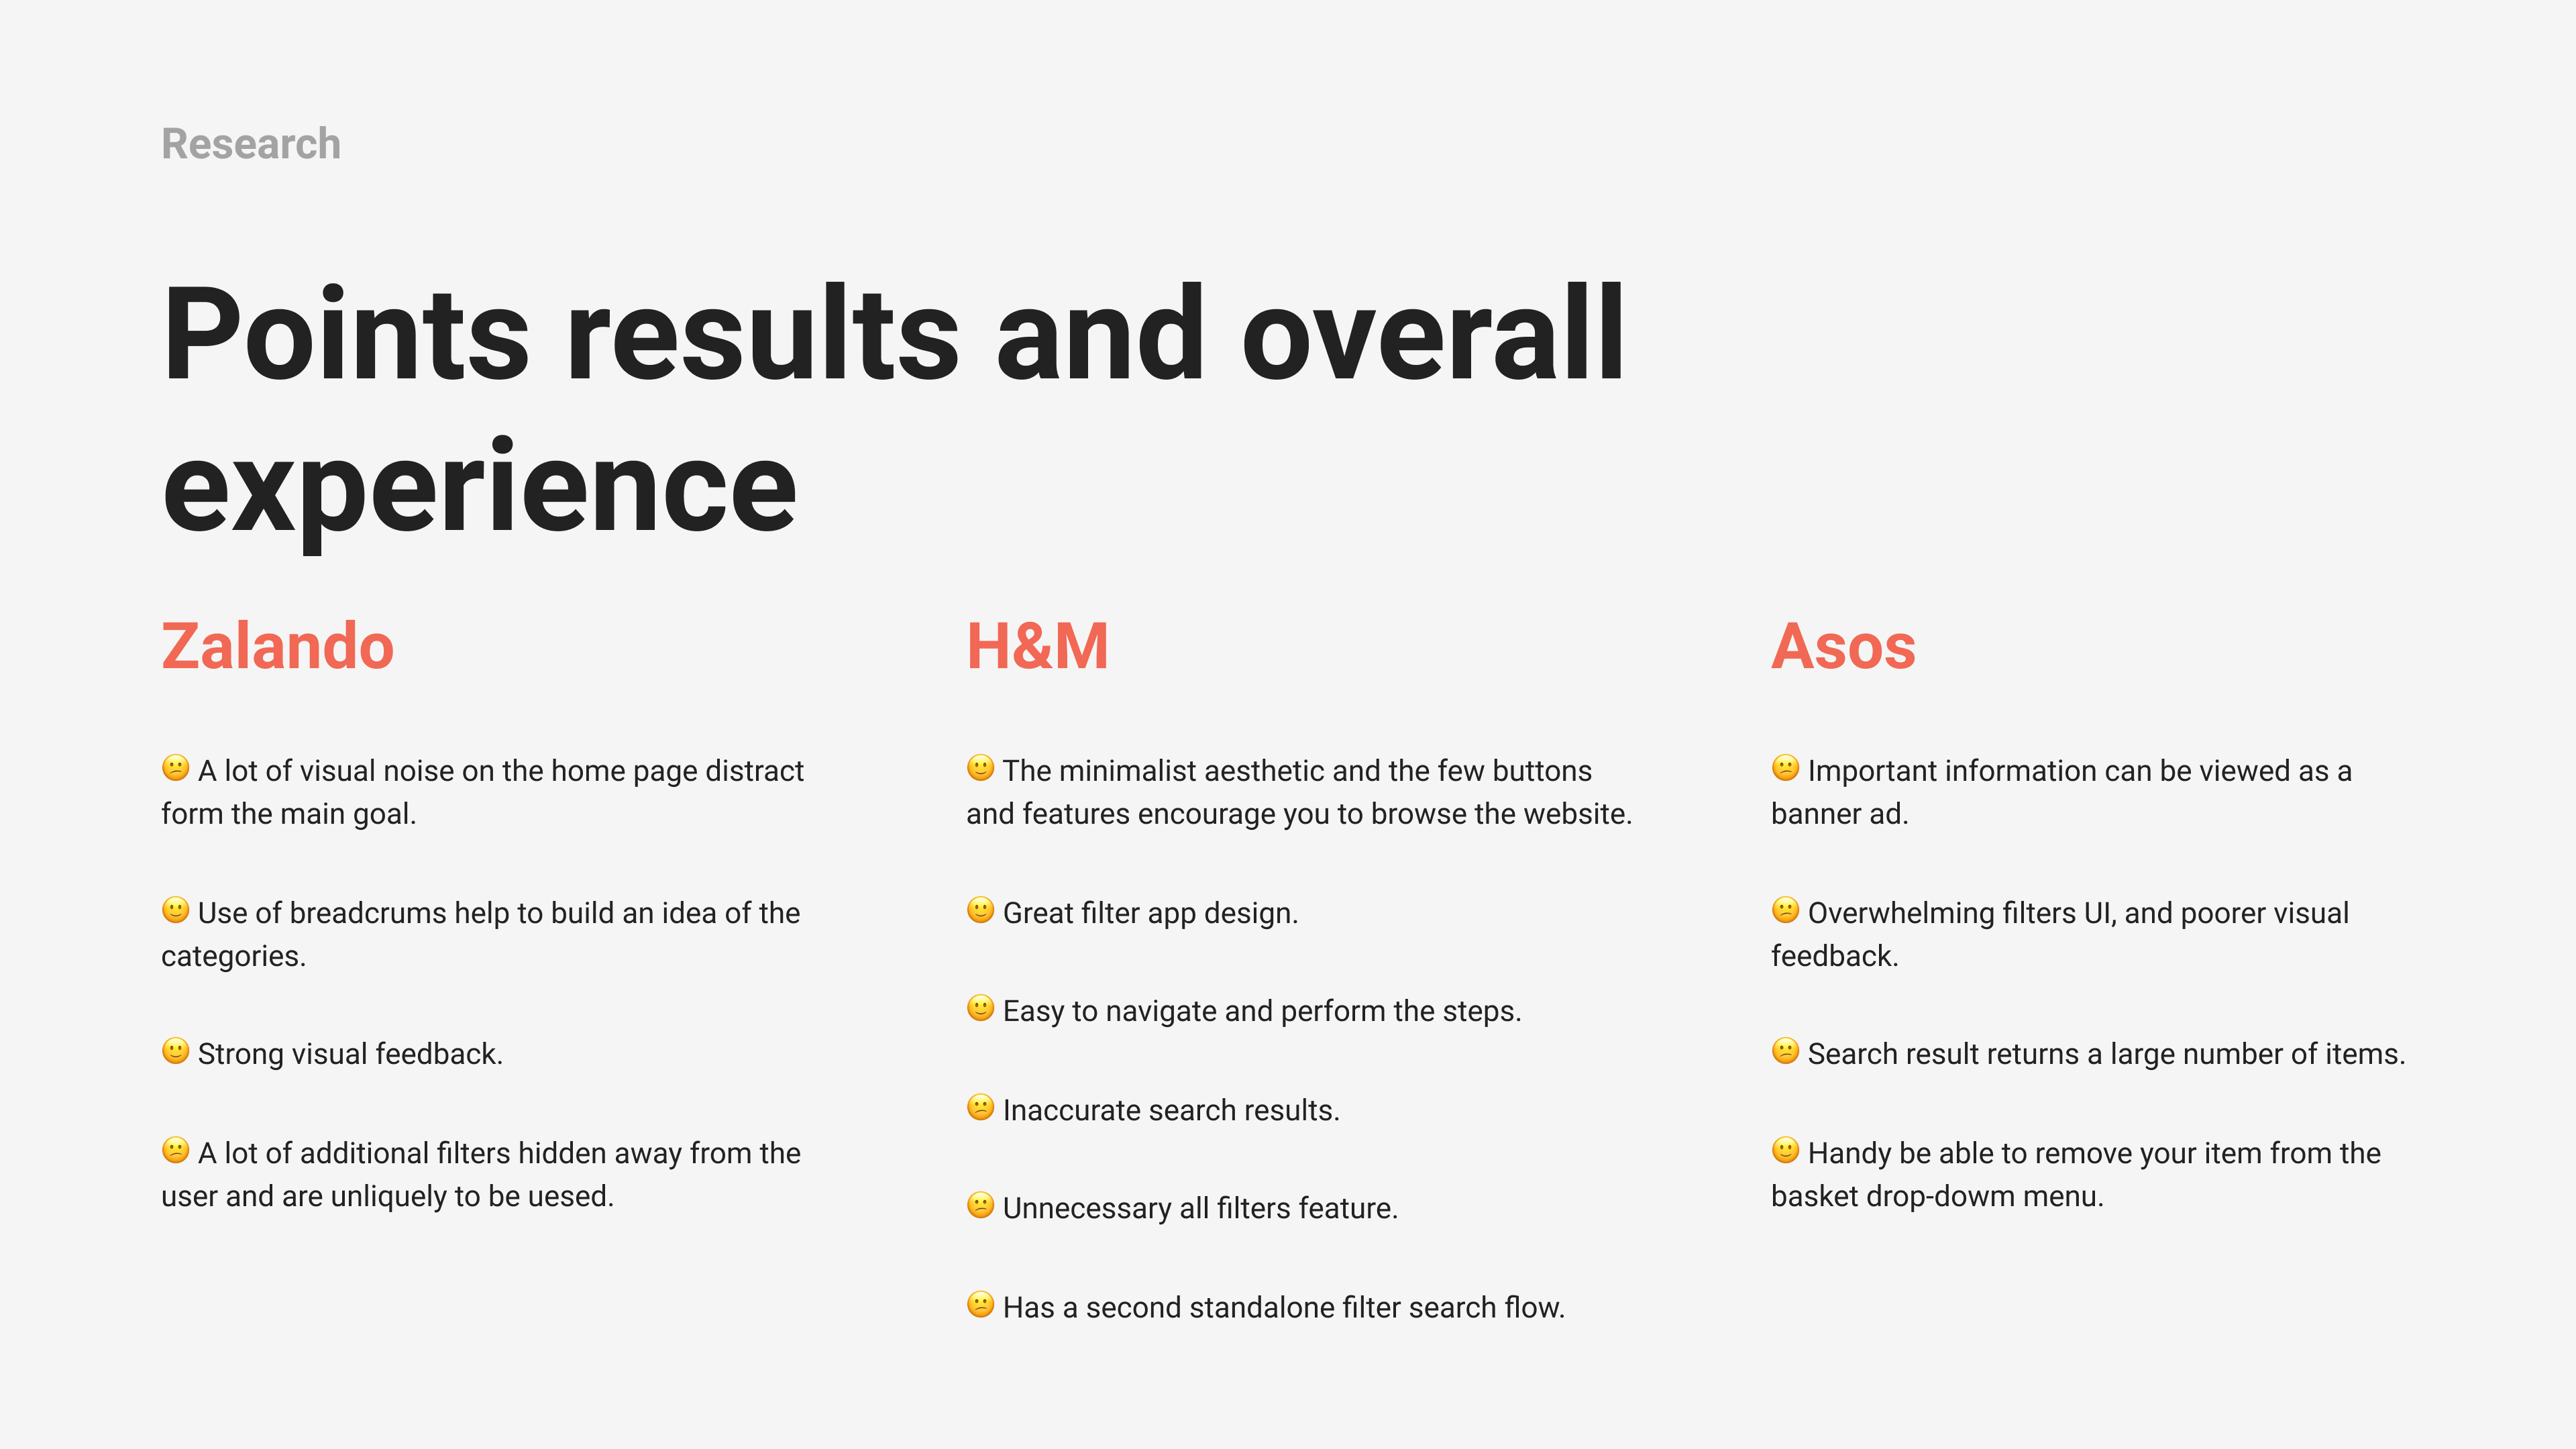 Research
Points results and overall
experience
Zalando
😕 A lot of visual noise on the home page distract
form the main goal.
🙂 Use of breadcrums help to build an idea of the
categories.
🙂 Strong visual feedback.
😕 A lot of additional filters hidden away from the
user and are unliquely to be uesed.
H&M
🙂 The minimalist aesthetic and the few buttons
and features encourage you to browse the website.
🙂 Great filter app design.
🙂 Easy to navigate and perform the steps.
😕 Inaccurate search results.
😕 Unnecessary all filters feature.
😕 Has a second standalone filter search flow.
Asos
😕 Important information can be viewed as a
banner ad.
😕 Overwhelming filters UI, and poorer visual
feedback.
😕 Search result returns a large number of items.
🙂 Handy be able to remove your item from the
basket drop-dowm menu.